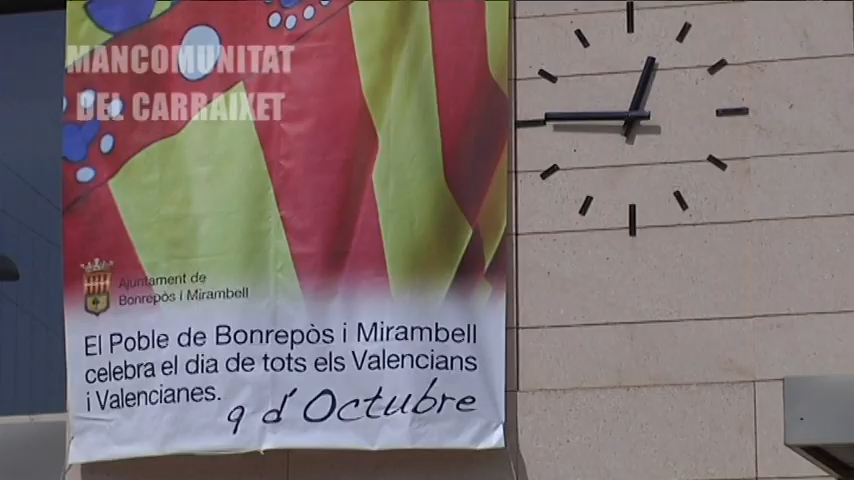 MANCOMUNITAT
DEL CARRAIXET
Ajuntament de
Bonrepòs i Mirambell
El Poble de Bonrepòs i Mirambell
celebra el dia de tots els Valencians
i Valencianes.
9 d'Octubre